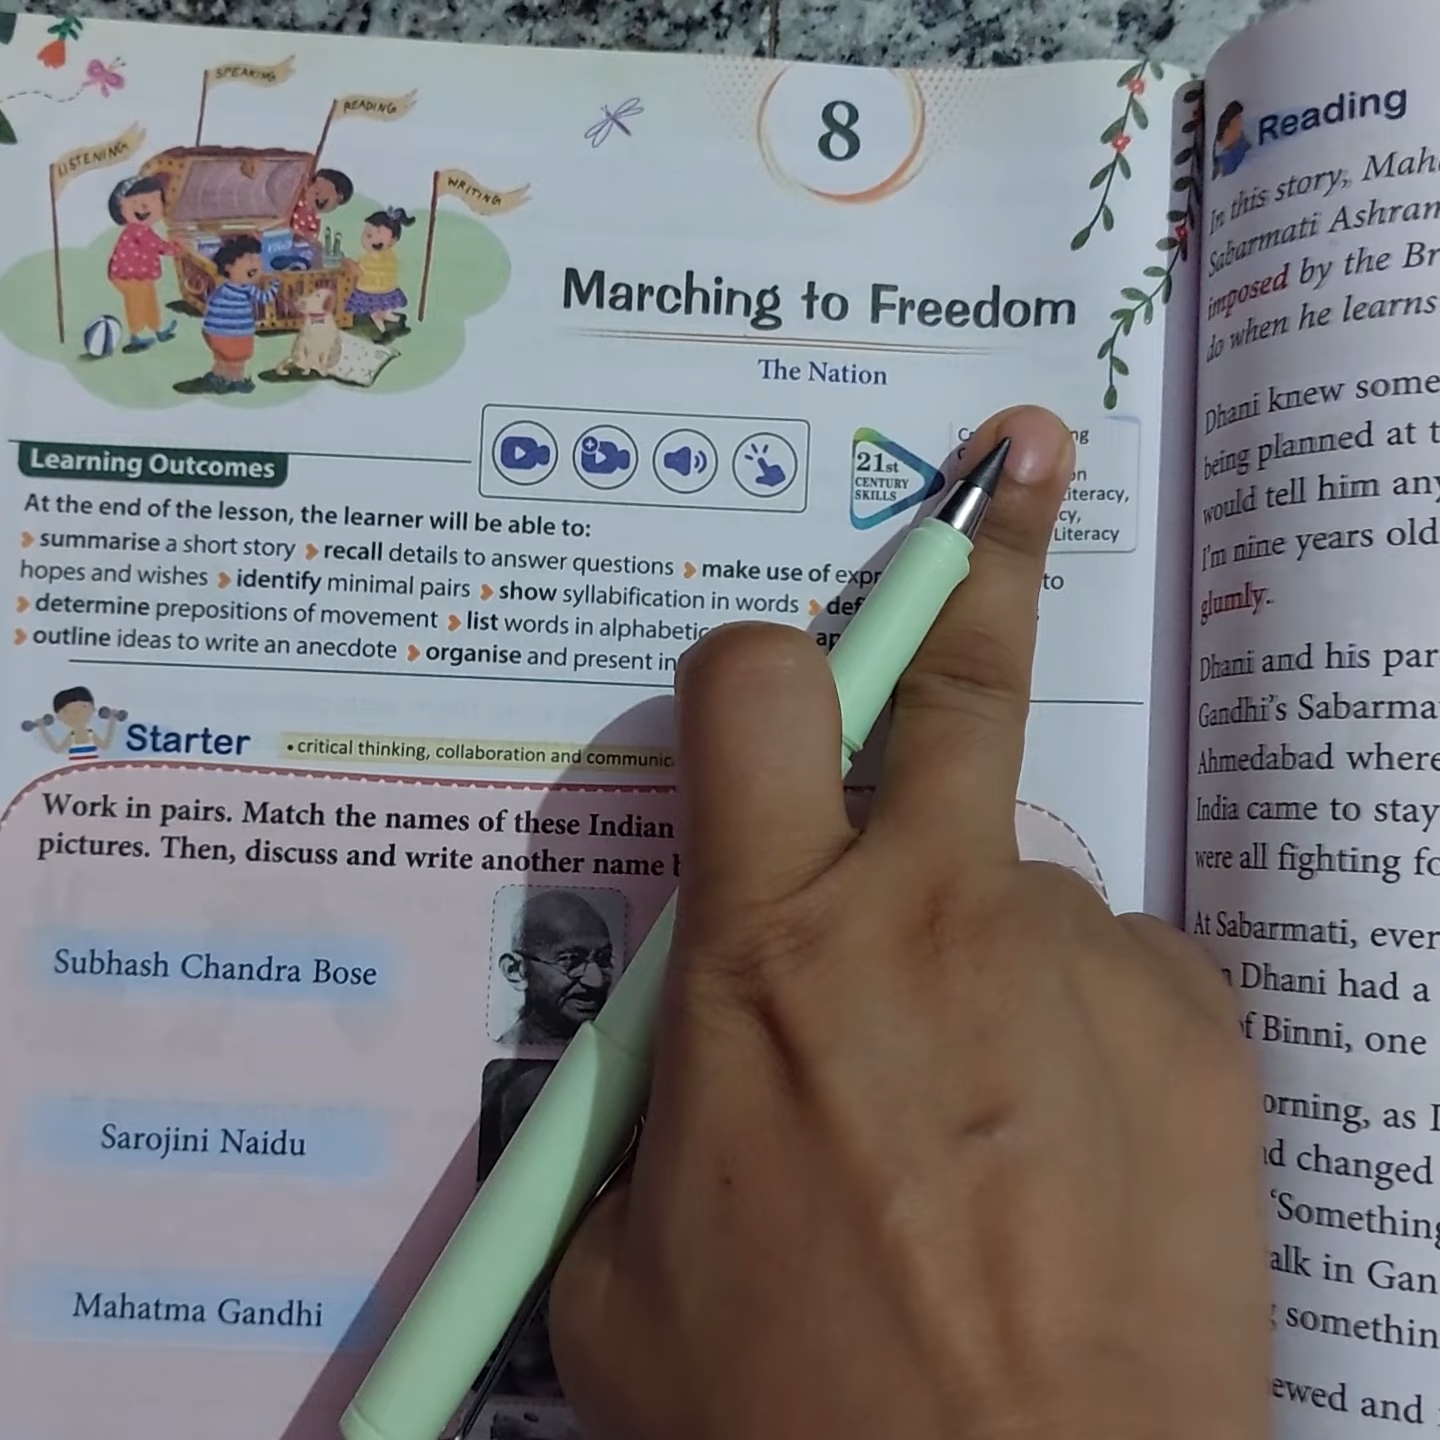 SPEAKING
READING
LISTENING
WRITING
8
Marching to Freedom
The Nation
21st
CENTURY
SKILLS
iteracy,
cy,
Literacy
Learning Outcomes
At the end of the lesson, the learner will be able to:
summarise a short story recall details to answer questions make use of expr to
hopes and wishes identify minimal pairs show syllabification in words def
determine prepositions of movement list words in alphabetic
outline ideas to write an anecdote organise and present in
Starter • critical thinking, collaboration and communic
Work in pairs. Match the names of these Indian
pictures. Then, discuss and write another name
Subhash Chandra Bose
Sarojini Naidu
Mahatma Gandhi
Reading
In this story, Mah
Sabarmati Ashram
imposed by the Br
do when he learns
Dhani knew some
being planned at t
would tell him any
I'm nine years old
glumly.
Dhani and his par
Gandhi's Sabarma
Ahmedabad where
India came to stay
were all fighting fo
At Sabarmati, ever
Dhani had a
of Binni, one
orning, as
d changed
'Something
alk in Gan
somethin
ewed and